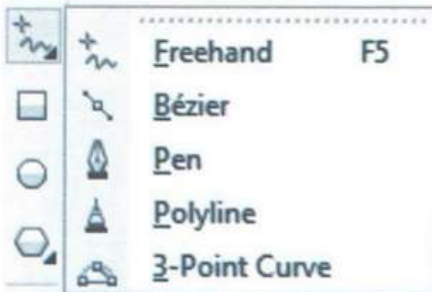 Freehand F5
Bézier
Pen
Polyline
3-Point Curve